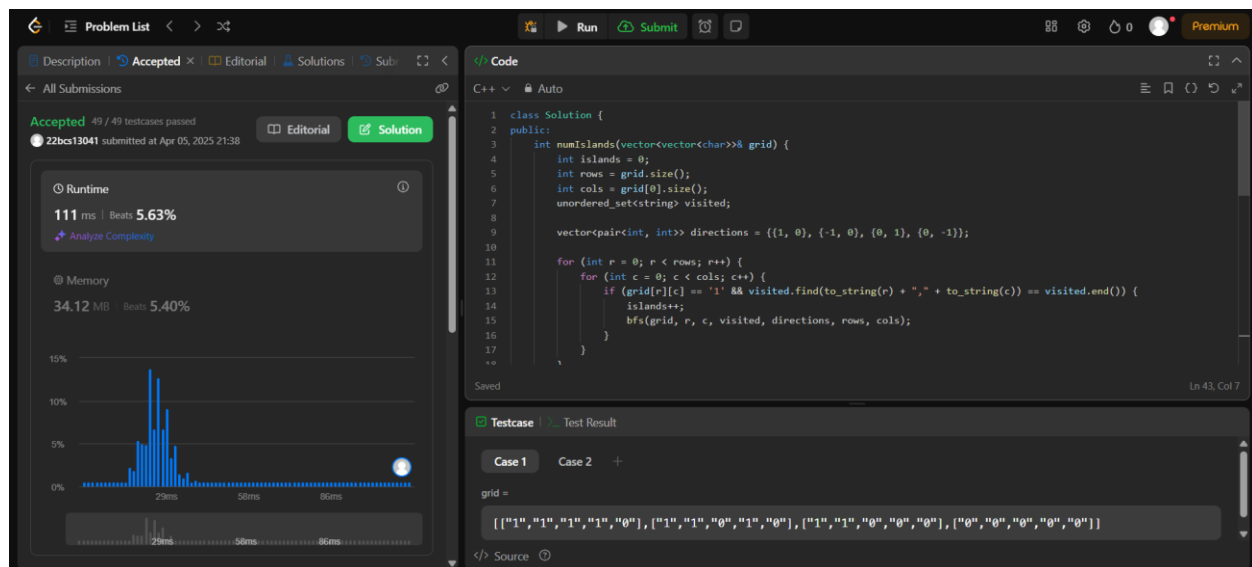 Problem List
Run
Submit
0
Premium
Description | Accepted × | Editorial | Solutions | Subr
← All Submissions
Accepted 49 / 49 testcases passed
22bcs13041 submitted at Apr 05, 2025 21:38
Editorial
Solution
Runtime
111 ms | Beats 5.63%
Analyze Complexity
Memory
34.12 MB | Beats 5.40%
15%
10%
5%
0%
29ms 58ms 86ms
29ms 58ms 86ms
</> Code
C++ Auto
1 class Solution {
2 public:
3     int numIslands(vector<vector<char>>& grid) {
4         int islands = 0;
5         int rows = grid.size();
6         int cols = grid[0].size();
7         unordered_set<string> visited;
8
9         vector<pair<int, int>> directions = {{1, 0}, {-1, 0}, {0, 1}, {0, -1}};
10
11         for (int r = 0; r < rows; r++) {
12             for (int c = 0; c < cols; c++) {
13                 if (grid[r][c] == '1' && visited.find(to_string(r) + "," + to_string(c)) == visited.end()) {
14                     islands++;
15                     bfs(grid, r, c, visited, directions, rows, cols);
16                 }
17             }
18         }
Saved
Ln 43, Col 7
Testcase | >_ Test Result
Case 1 Case 2 +
grid =
[["1","1","1","1","0"],["1","1","0","1","0"],["1","1","0","0","0"],["0","0","0","0","0"]]
</> Source